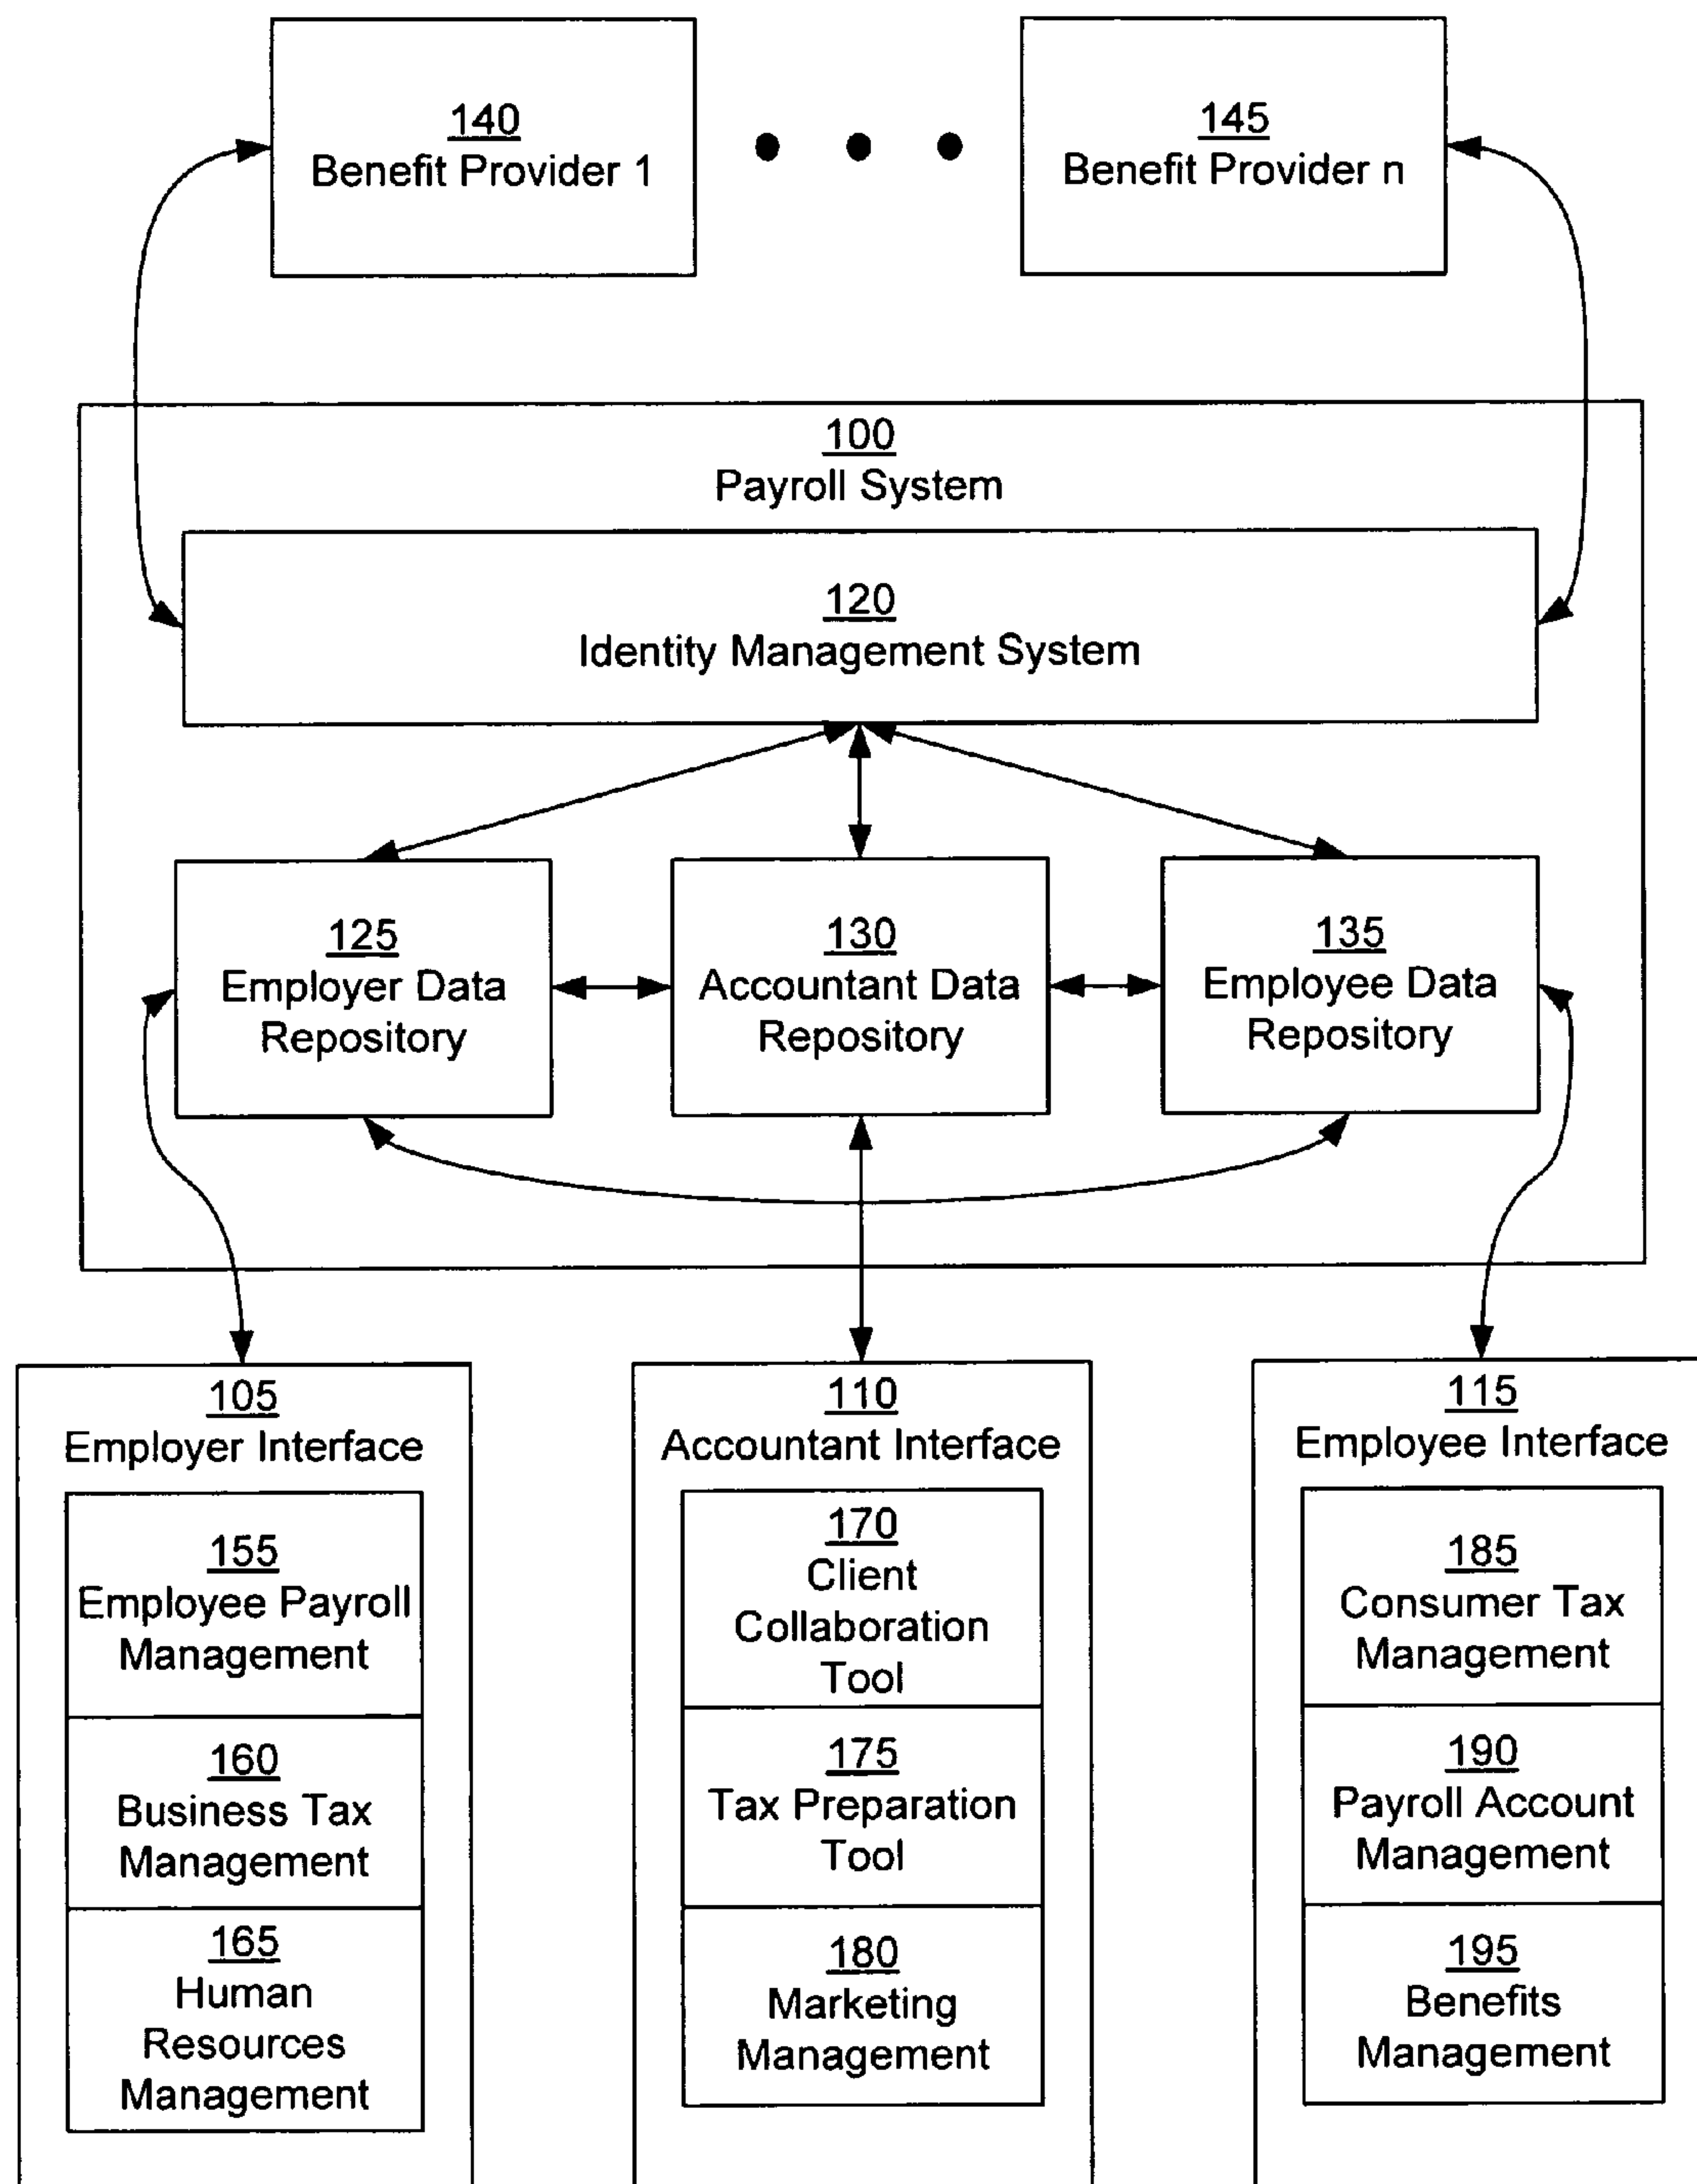 140
Benefit Provider 1
145
Benefit Provider n
100
Payroll System
120
Identity Management System
125
Employer Data
Repository
130
Accountant Data
Repository
135
Employee Data
Repository
105
Employer Interface
155
Employee Payroll
Management
160
Business Tax
Management
165
Human
Resources
Management
110
Accountant Interface
170
Client
Collaboration
Tool
175
Tax Preparation
Tool
180
Marketing
Management
115
Employee Interface
185
Consumer Tax
Management
190
Payroll Account
Management
195
Benefits
Management